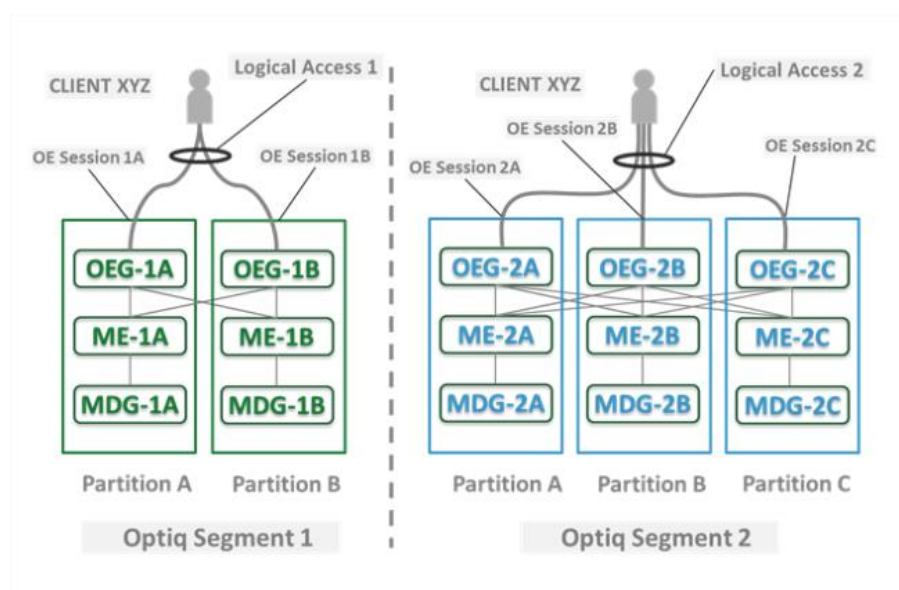 CLIENT XYZ
Logical Access 1
OE Session 1A
OE Session 1B
OEG-1A
OEG-1B
ME-1A
ME-1B
MDG-1A
MDG-1B
Partition A
Partition B
Optiq Segment 1
CLIENT XYZ
Logical Access 2
OE Session 2B
OE Session 2A
OE Session 2C
OEG-2A
OEG-2B
OEG-2C
ME-2A
ME-2B
ME-2C
MDG-2A
MDG-2B
MDG-2C
Partition A
Partition B
Partition C
Optiq Segment 2